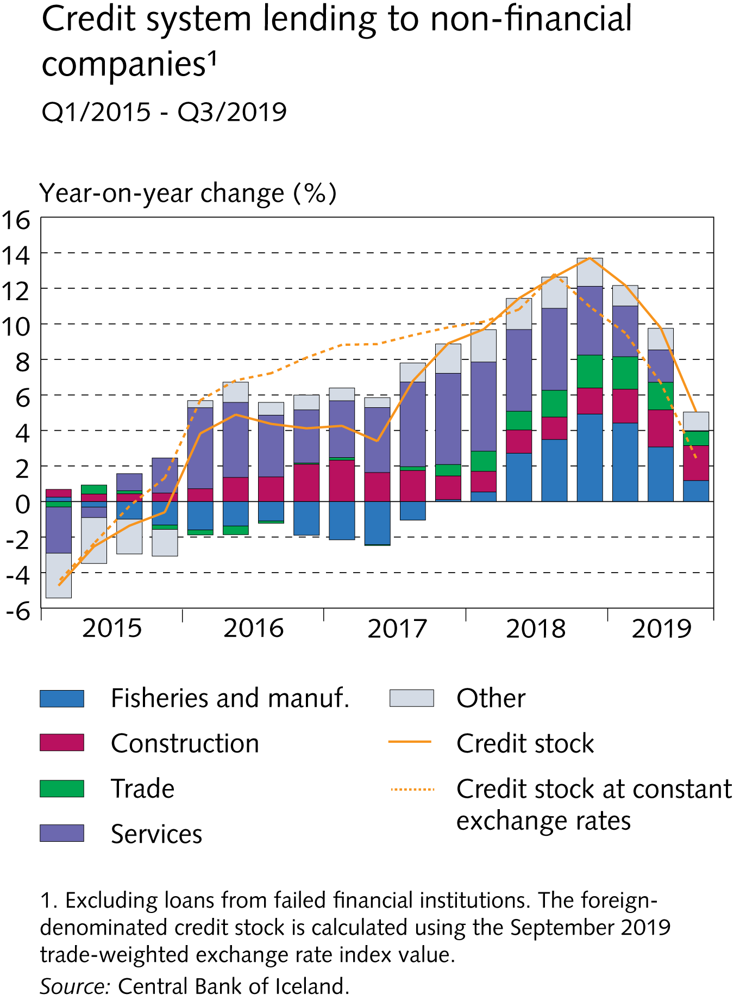 Credit system lending to non-financial
companies¹
Q1/2015 - Q3/2019
Year-on-year change (%)
16
14
12
10
8
6
4
2
0
-2
-4
-6
2015 2016 2017 2018 2019
Fisheries and manuf.
Construction
Trade
Services
Other
Credit stock
Credit stock at constant
exchange rates
1. Excluding loans from failed financial institutions. The foreign-
denominated credit stock is calculated using the September 2019
trade-weighted exchange rate index value.
Source: Central Bank of Iceland.